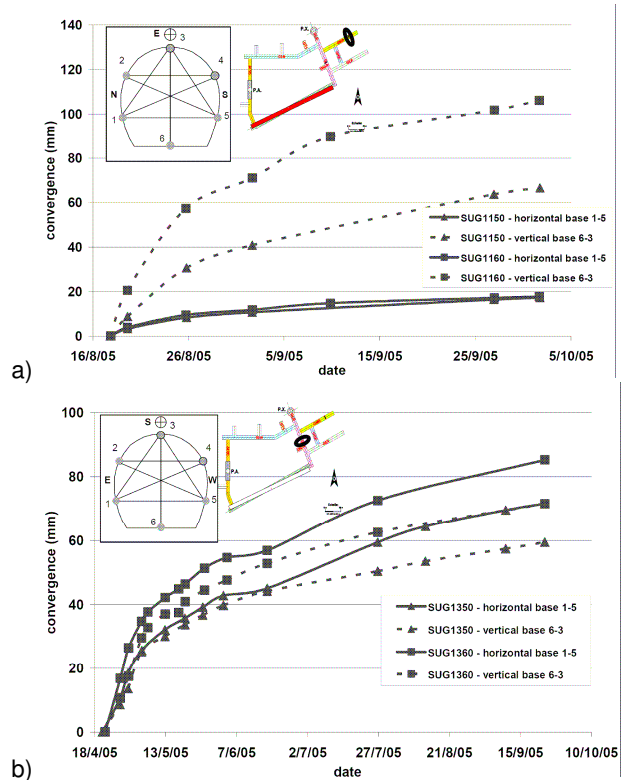 a)
convergence (mm)
140
120
100
80
60
40
20
0
16/8/05 26/8/05 5/9/05 15/9/05 25/9/05 5/10/05
date
E 3
2 4
N S
1 5
6
P.X.
P.A.
SUG1150 - horizontal base 1-5
SUG1150 - vertical base 6-3
SUG1160 - horizontal base 1-5
SUG1160 - vertical base 6-3
b)
convergence (mm)
100
80
60
40
20
0
18/4/05 13/5/05 7/6/05 2/7/05 27/7/05 21/8/05 15/9/05 10/10/05
date
S 3
2 4
E W
1 5
6
P.X.
P.A.
SUG1350 - horizontal base 1-5
SUG1350 - vertical base 6-3
SUG1360 - horizontal base 1-5
SUG1360 - vertical base 6-3